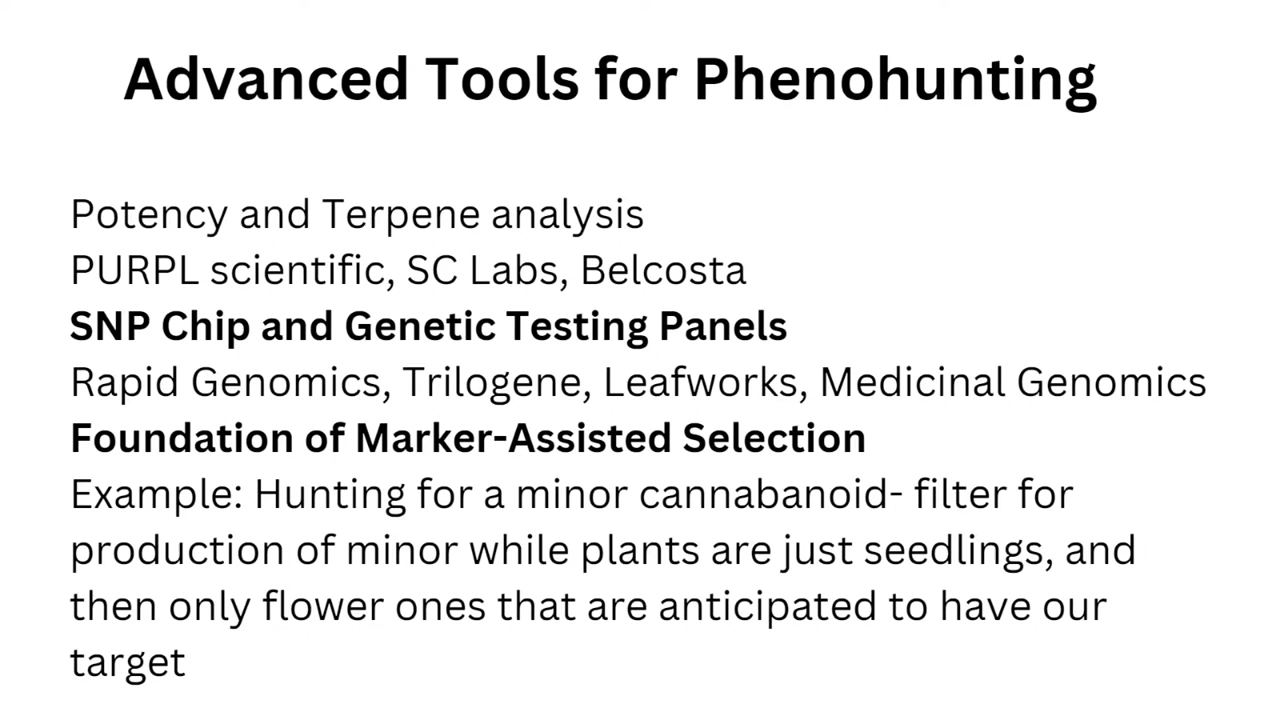 Advanced Tools for Phenohunting
Potency and Terpene analysis
PURPL scientific, SC Labs, Belcosta
SNP Chip and Genetic Testing Panels
Rapid Genomics, Trilogene, Leafworks, Medicinal Genomics
Foundation of Marker-Assisted Selection
Example: Hunting for a minor cannabanoid- filter for
production of minor while plants are just seedlings, and
then only flower ones that are anticipated to have our
target